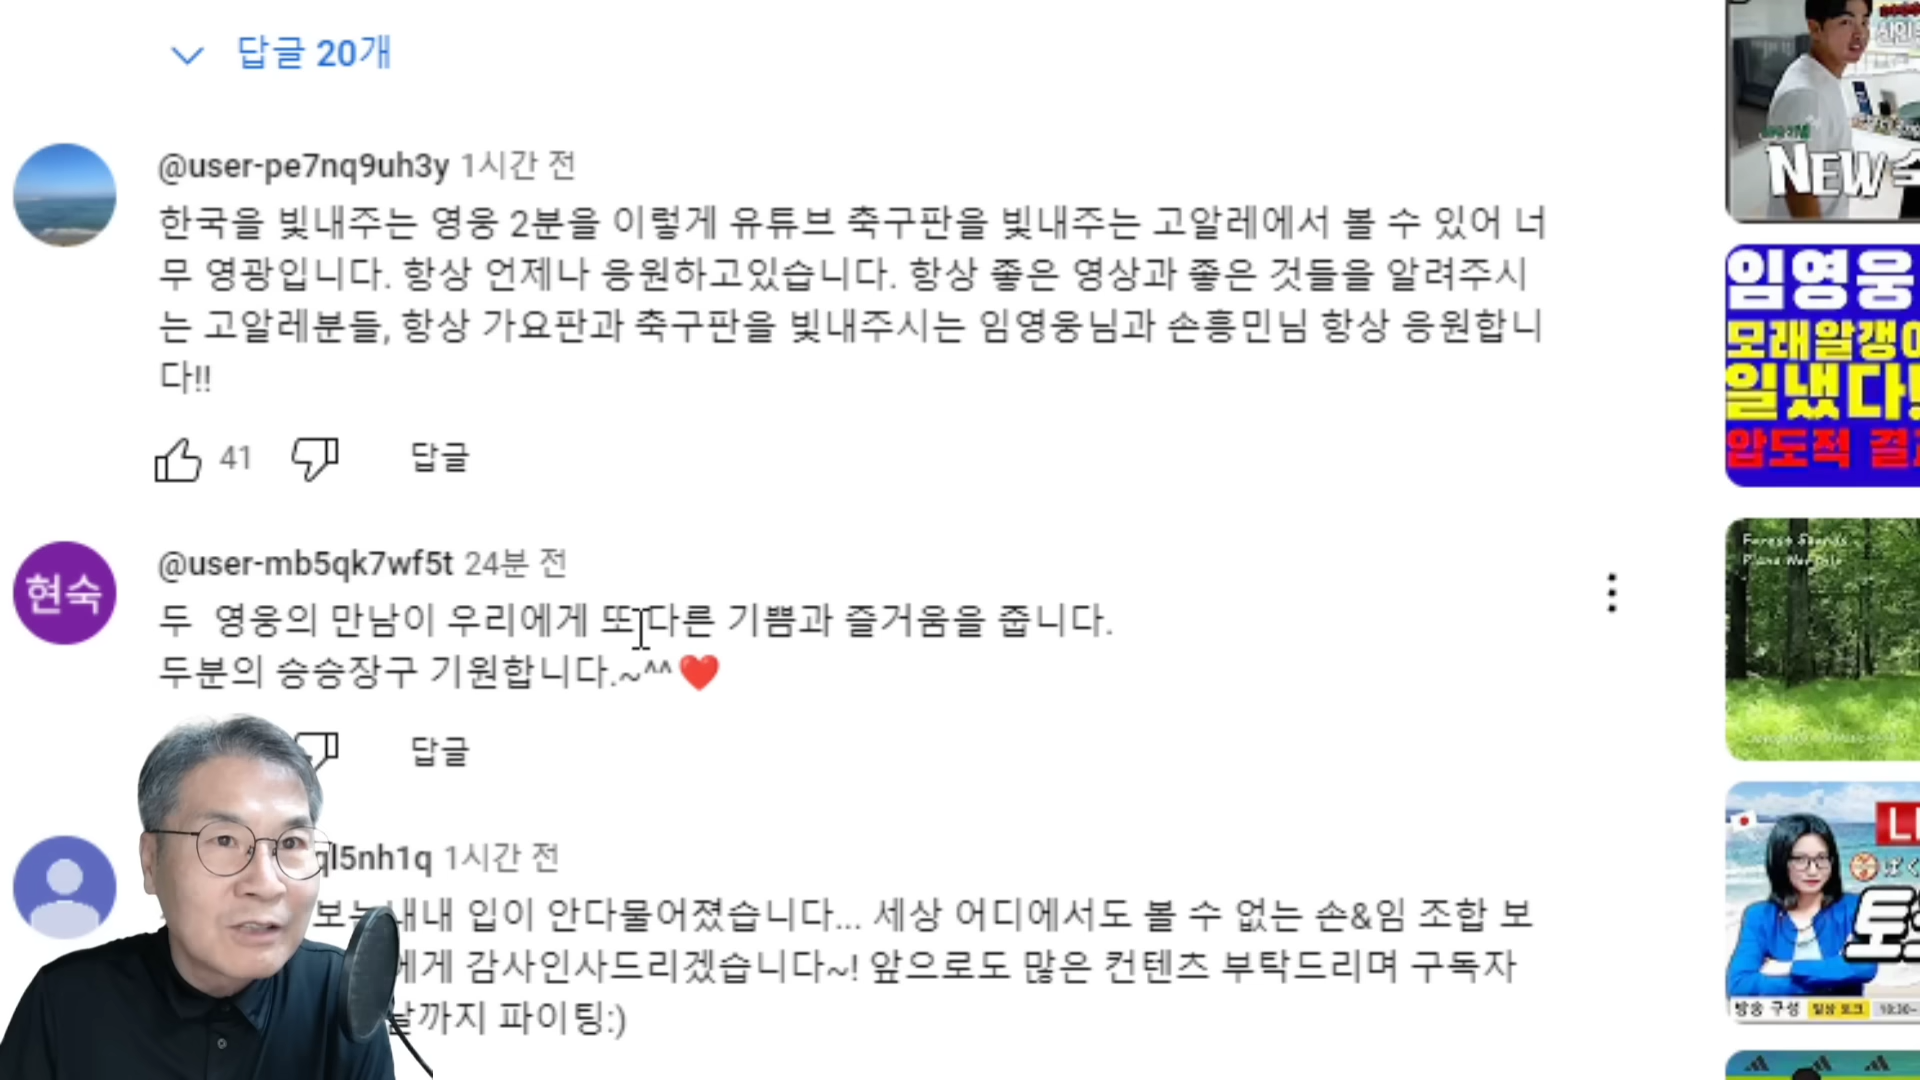 답글 20개
@user-pe7nq9uh3y 1시간 전
한국을 빛내주는 영웅 2분을 이렇게 유튜브 축구판을 빛내주는 고알레에서 볼 수 있어 너
무 영광입니다. 항상 언제나 응원하고있습니다. 항상 좋은 영상과 좋은 것들을 알려주시
는 고알레분들, 항상 가요판과 축구판을 빛내주시는 임영웅님과 손흥민님 항상 응원합니
다!!
41
답글
현숙
@user-mb5qk7wf5t 24분 전
두 영웅의 만남이 우리에게 또다른 기쁨과 즐거움을 줍니다.
두분의 승승장구 기원합니다.~^^❤️
답글
ql5nh1q 1시간 전
보는내내 입이 안다물어졌습니다... 세상 어디에서도 볼 수 없는 손&임 조합 보
에게 감사인사드리겠습니다~! 앞으로도 많은 컨텐츠 부탁드리며 구독자
날까지 파이팅:)
NEW
임영웅
모래알갱이
일냈다!
압도적
Forest Sounds
방송 구성
일상 토크